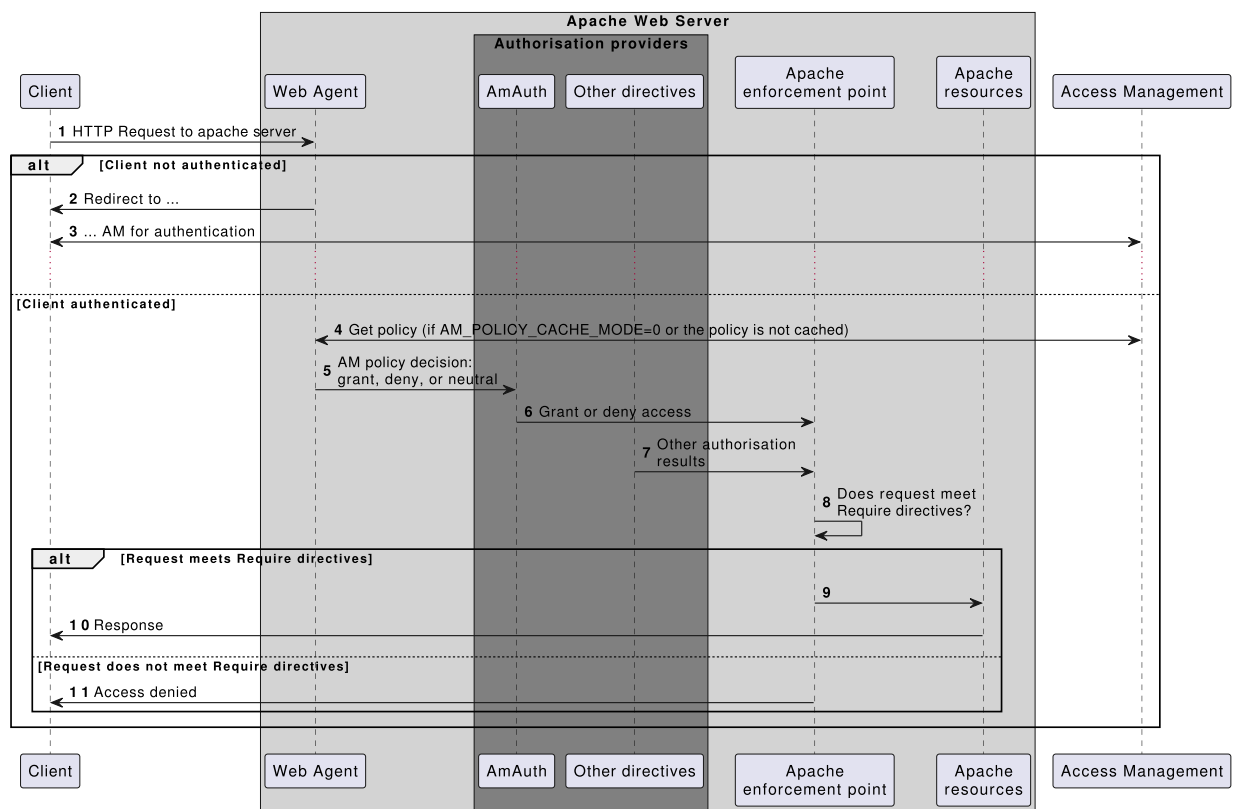 Apache Web Server
Authorisation providers
Client
Web Agent
AmAuth
Other directives
Apache
enforcement point
Apache
resources
Access Management
1 HTTP Request to apache server
alt
[Client not authenticated]
2 Redirect to ...
3 ... AM for authentication
[Client authenticated]
4 Get policy (if AM_POLICY_CACHE_MODE=0 or the policy is not cached)
5 AM policy decision:
grant, deny, or neutral
6 Grant or deny access
7 Other authorisation
results
8 Does request meet
Require directives?
alt
[Request meets Require directives]
9
10 Response
[Request does not meet Require directives]
11 Access denied
Client
Web Agent
AmAuth
Other directives
Apache
enforcement point
Apache
resources
Access Management